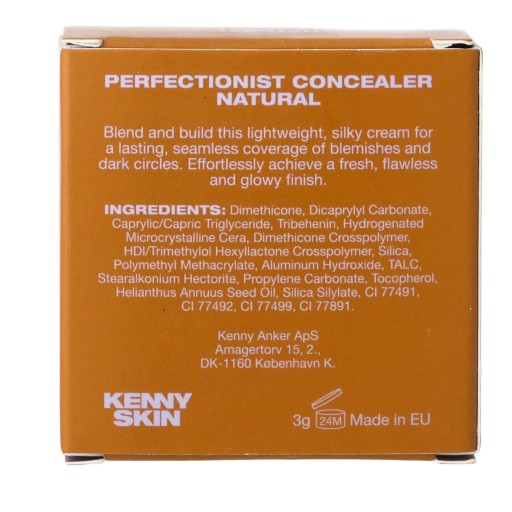 PERFECTIONIST CONCEALER
NATURAL
Blend and build this lightweight, silky cream for
a lasting, seamless coverage of blemishes and
dark circles. Effortlessly achieve a fresh, flawless
and glowy finish.
INGREDIENTS: Dimethicone, Dicaprylyl Carbonate,
Caprylic/Capric Triglyceride, Tribehenin, Hydrogenated
Microcrystalline Cera, Dimethicone Crosspolymer,
HDI/Trimethylol Hexyllactone Crosspolymer, Silica,
Polymethyl Methacrylate, Aluminum Hydroxide, TALC,
Stearalkonium Hectorite, Propylene Carbonate, Tocopherol,
Helianthus Annuus Seed Oil, Silica Silylate, CI 77491,
CI 77492, CI 77499, CI 77891.
Kenny Anker ApS
Amagertorv 15, 2.,
DK-1160 København K.
KENNY
SKIN
3g 24M Made in EU